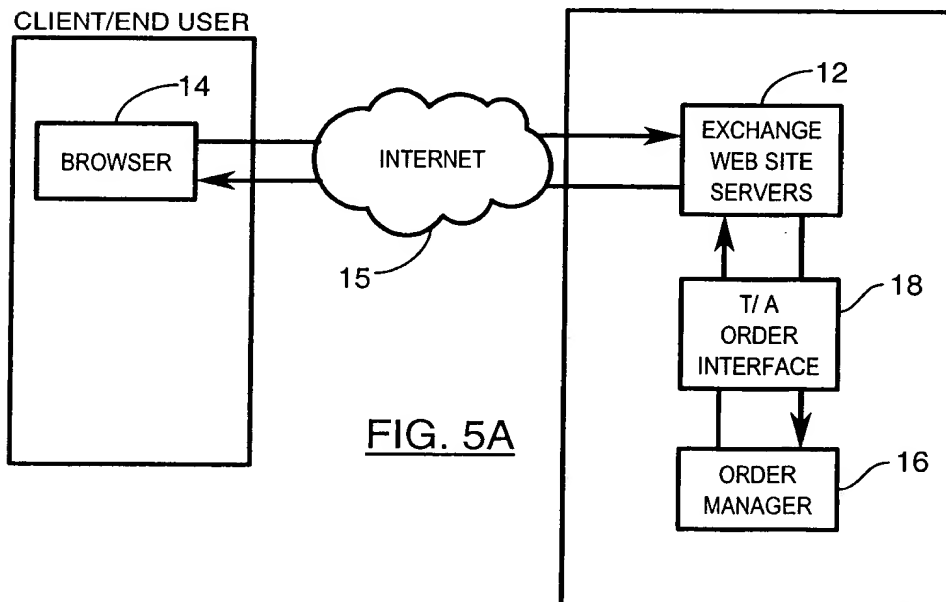 CLIENT/END USER
14
BROWSER
INTERNET
15
12
EXCHANGE
WEB SITE
SERVERS
18
T/A
ORDER
INTERFACE
16
ORDER
MANAGER
FIG. 5A